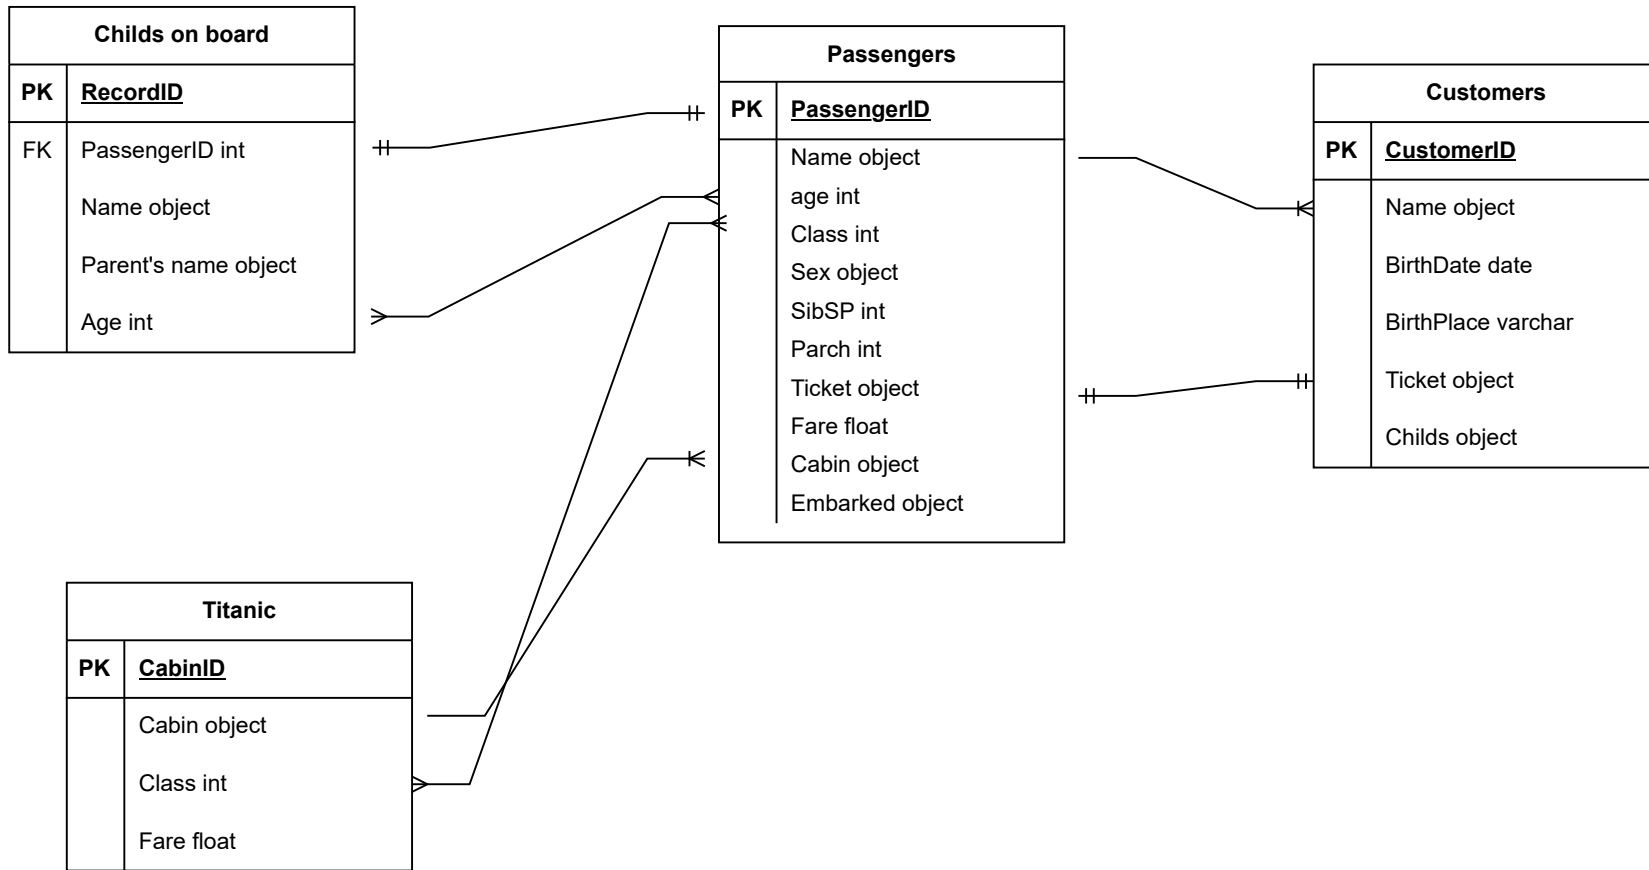 Childs on board
PK RecordID
FK PassengerID int
Name object
Parent's name object
Age int
Passengers
PK PassengerID
Name object
age int
Class int
Sex object
SibSP int
Parch int
Ticket object
Fare float
Cabin object
Embarked object
Customers
PK CustomerID
Name object
BirthDate date
BirthPlace varchar
Ticket object
Childs object
Titanic
PK CabinID
Cabin object
Class int
Fare float